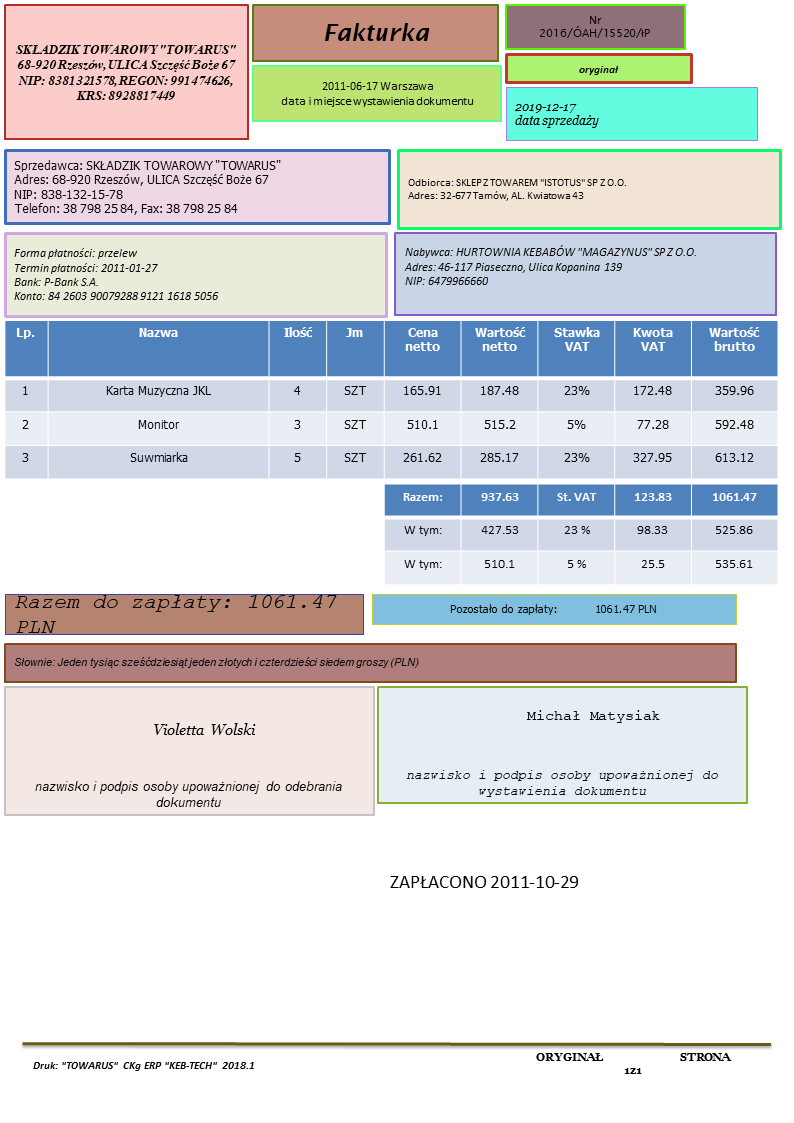 SKŁADZIK TOWAROWY "TOWARUS"
68-920 Rzeszów, ULICA Szczęść Boże 67
NIP: 8381321578, REGON: 991474626,
KRS: 8928817449
Fakturka
2011-06-17 Warszawa
data i miejsce wystawienia dokumentu
Nr
2016/ÓAH/15520/łP
oryginał
2019-12-17
data sprzedaży
Sprzedawca: SKŁADZIK TOWAROWY "TOWARUS"
Adres: 68-920 Rzeszów, ULICA Szczęść Boże 67
NIP: 838-132-15-78
Telefon: 38 798 25 84, Fax: 38 798 25 84
Odbiorca: SKLEP Z TOWAREM "ISTOTUS" SP Z O.O.
Adres: 32-677 Tarnów, AL. Kwiatowa 43
Forma płatności: przelew
Termin płatności: 2011-01-27
Bank: P-Bank S.A.
Konto: 84 2603 90079288 9121 1618 5056
Nabywca: HURTOWNIA KEBABÓW "MAGAZYNUS" SP Z O.O.
Adres: 46-117 Piaseczno, Ulica Kopanina 139
NIP: 6479966660
Lp. Nazwa Ilość Jm Cena netto Wartość netto Stawka VAT Kwota VAT Wartość brutto
1 Karta Muzyczna JKL 4 SZT 165.91 187.48 23% 172.48 359.96
2 Monitor 3 SZT 510.1 515.2 5% 77.28 592.48
3 Suwmiarka 5 SZT 261.62 285.17 23% 327.95 613.12
Razem: 937.63 St. VAT 123.83 1061.47
W tym: 427.53 23 % 98.33 525.86
W tym: 510.1 5 % 25.5 535.61
Razem do zapłaty: 1061.47
PLN
Pozostało do zapłaty: 1061.47 PLN
Słownie: Jeden tysiąc sześćdziesiąt jeden złotych i czterdzieści siedem groszy (PLN)
Violetta Wolski
nazwisko i podpis osoby upoważnionej do odebrania
dokumentu
Michał Matysiak
nazwisko i podpis osoby upoważnionej do
wystawienia dokumentu
ZAPŁACONO 2011-10-29
Druk: "TOWARUS" CKg ERP "KEB-TECH" 2018.1
ORYGINAŁ STRONA
1Z1